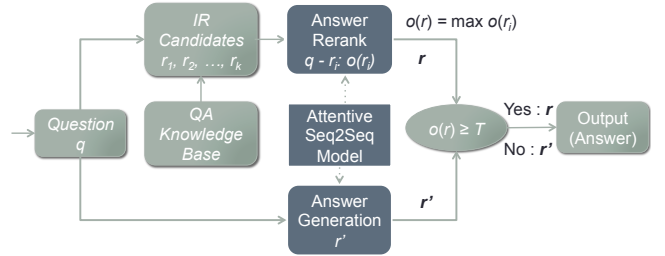 IR
Candidates
r1, r2, …, rk
Answer
Rerank
q - ri: o(ri)
o(r) = max o(ri)
r
Question
q
QA
Knowledge
Base
Attentive
Seq2Seq
Model
o(r) ≥ T
Yes : r
No : r’
Output
(Answer)
Answer
Generation
r’
r’